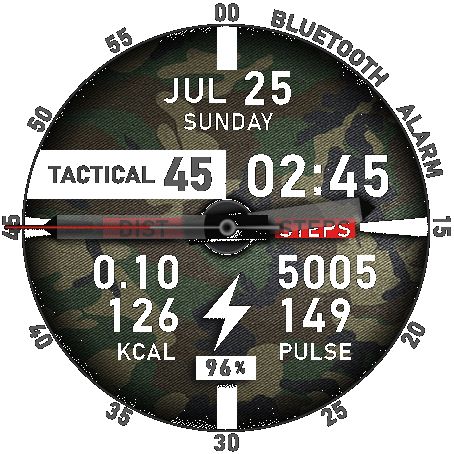 00
55
BLUETOOTH
50
ALARM
JUL 25
SUNDAY
TACTICAL 45
02:45
45
DIST
STEPS
15
0.10
5005
126
149
KCAL
PULSE
96%
40
20
35
25
30